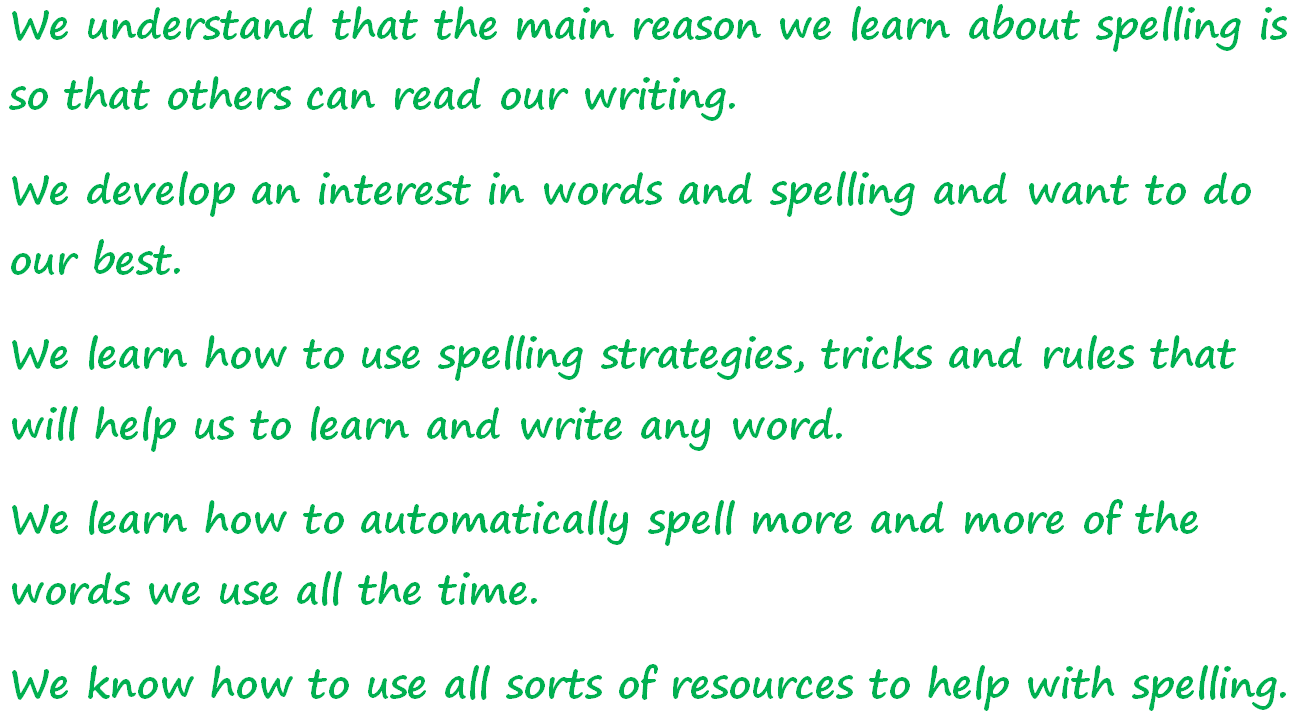 We understand that the main reason we learn about spelling is
so that others can read our writing.
We develop an interest in words and spelling and want to do
our best.
We learn how to use spelling strategies, tricks and rules that
will help us to learn and write any word.
We learn how to automatically spell more and more of the
words we use all the time.
We know how to use all sorts of resources to help with spelling.